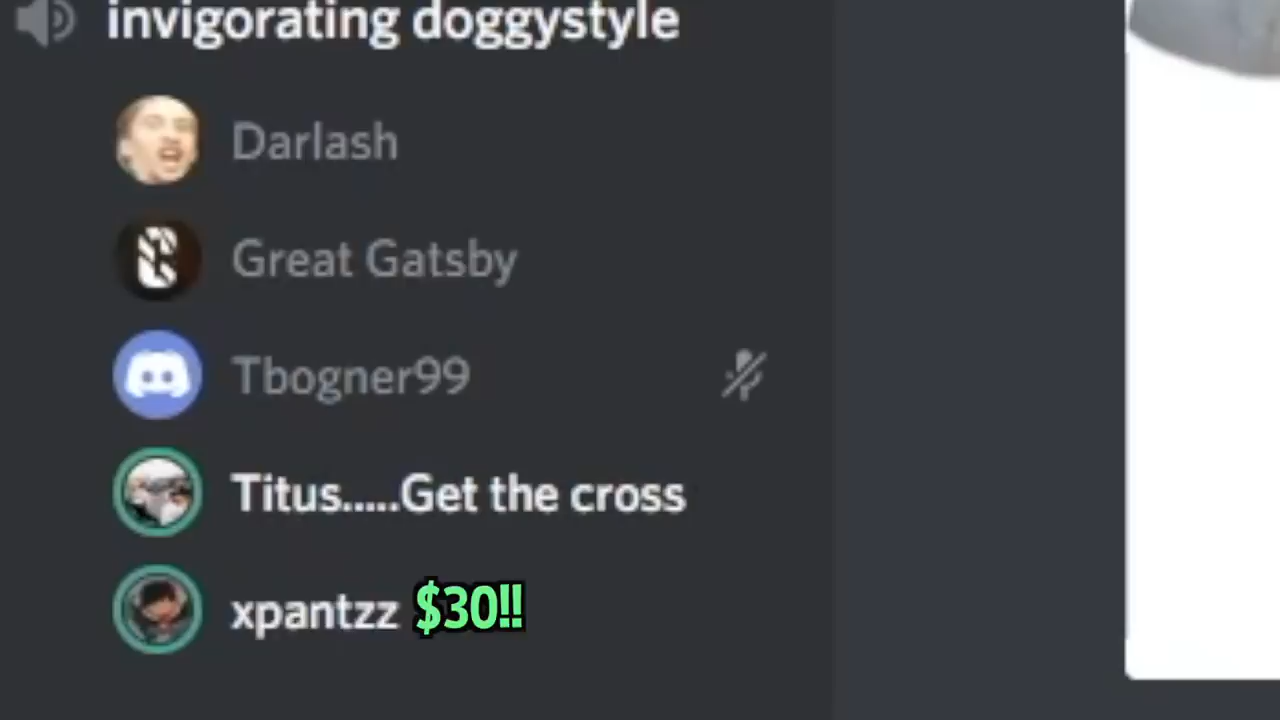 invigorating doggystyle
Darlash
Great Gatsby
Tbogner99
Titus.....Get the cross
xpantzz $30!!